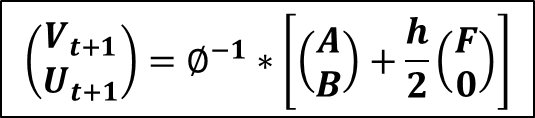 (V_{t+1} U_{t+1}) = ∅^{-1} * [(A B) + h/2 (F 0)]